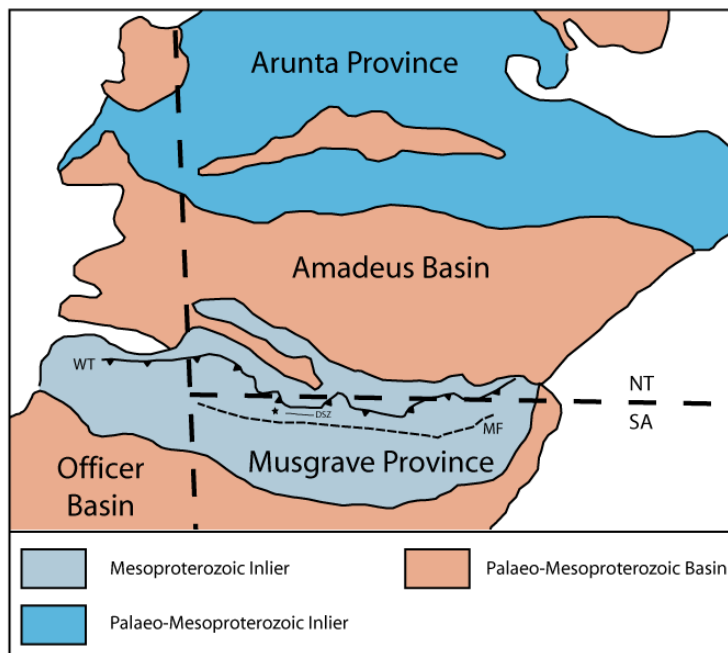 Arunta Province
Amadeus Basin
WT
NT
DSZ
SA
MF
Musgrave Province
Officer
Basin
Mesoproterozoic Inlier
Palaeo-Mesoproterozoic Basin
Palaeo-Mesoproterozoic Inlier